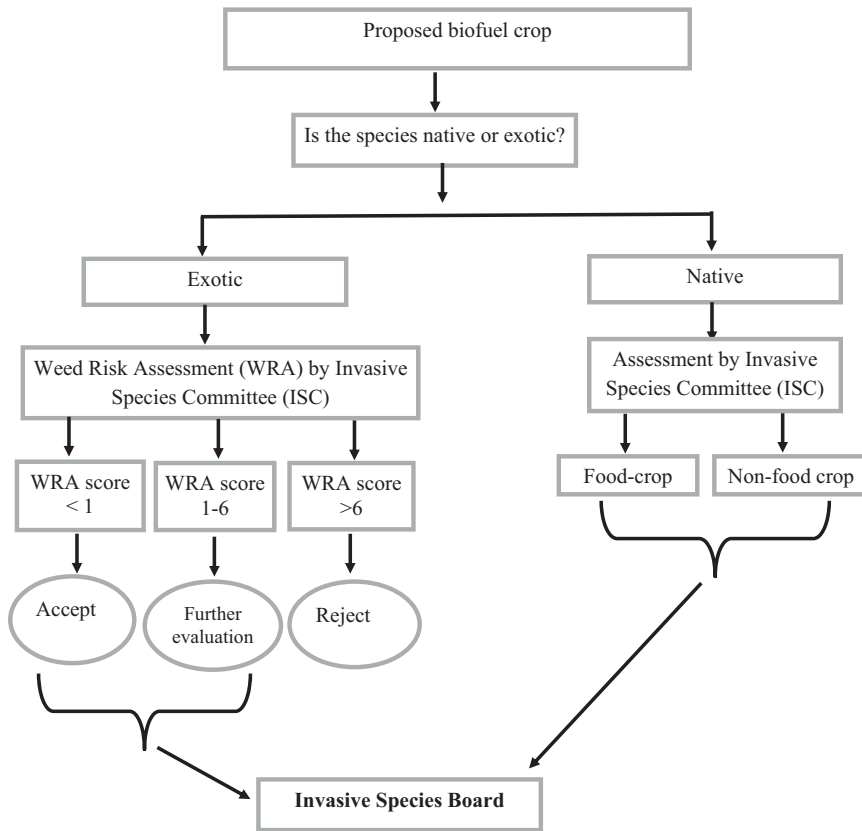 Proposed biofuel crop
Is the species native or exotic?
Exotic
Native
Weed Risk Assessment (WRA) by Invasive
Species Committee (ISC)
Assessment by Invasive
Species Committee (ISC)
WRA score
< 1
WRA score
1-6
WRA score
>6
Food-crop
Non-food crop
Accept
Further
evaluation
Reject
Invasive Species Board